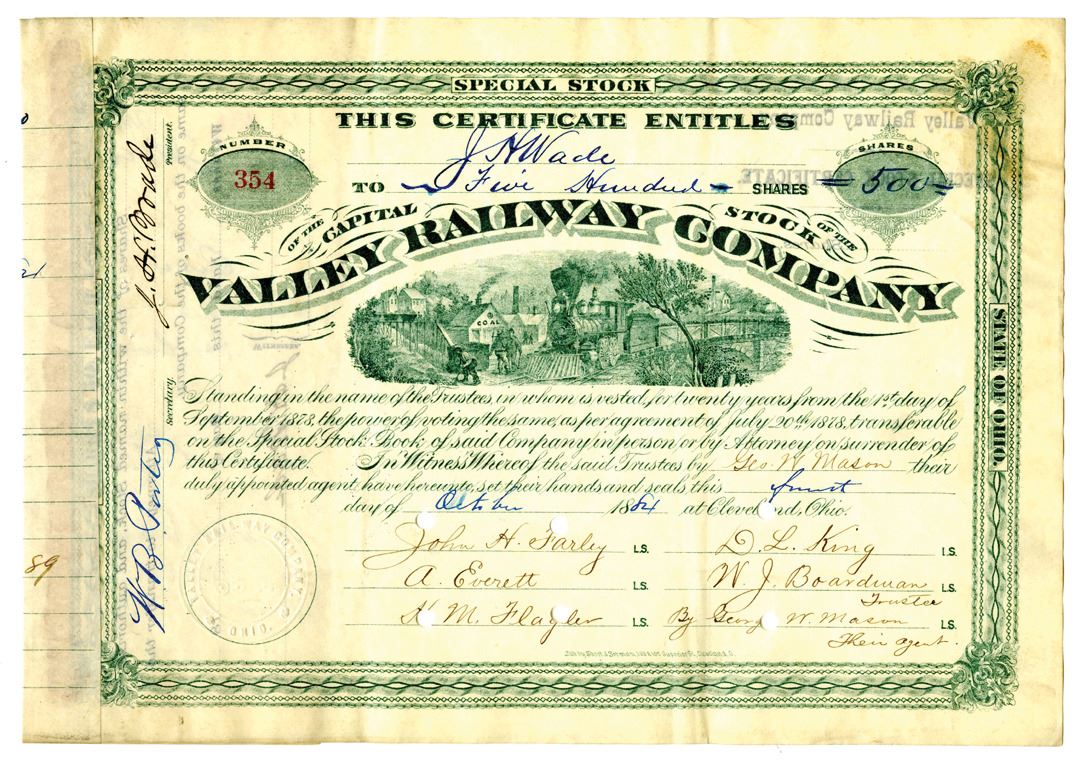 SPECIAL STOCK
THIS CERTIFICATE ENTITLES
NUMBER
354
J H Wade
SHARES
TO Five Hundred SHARES = 500 =
OF THE CAPITAL STOCK OF THE
VALLEY RAILWAY COMPANY
COAL
Standing in the name of the Trustees, in whom is vested, for twenty years from the 1st day of
September 1878, the power of voting the same, as per agreement of July 20th 1878, transferable
on the Special Stock Book of said Company in person or by Attorney on surrender of
this Certificate. In Witness Whereof the said Trustees by Geo. W. Mason their
duly appointed agent, have hereunto, set their hands and seals this first
day of October 188 at Cleveland, Ohio.
John H. Farley L.S. D. L. King L.S.
A. Everett L.S. W. J. Boardman L.S.
Trustee
H M. Flagler L.S. By George W. Mason L.S.
Their agent.
J. H. Wade President.
W. B. Secretary.
STATE OF OHIO.
89